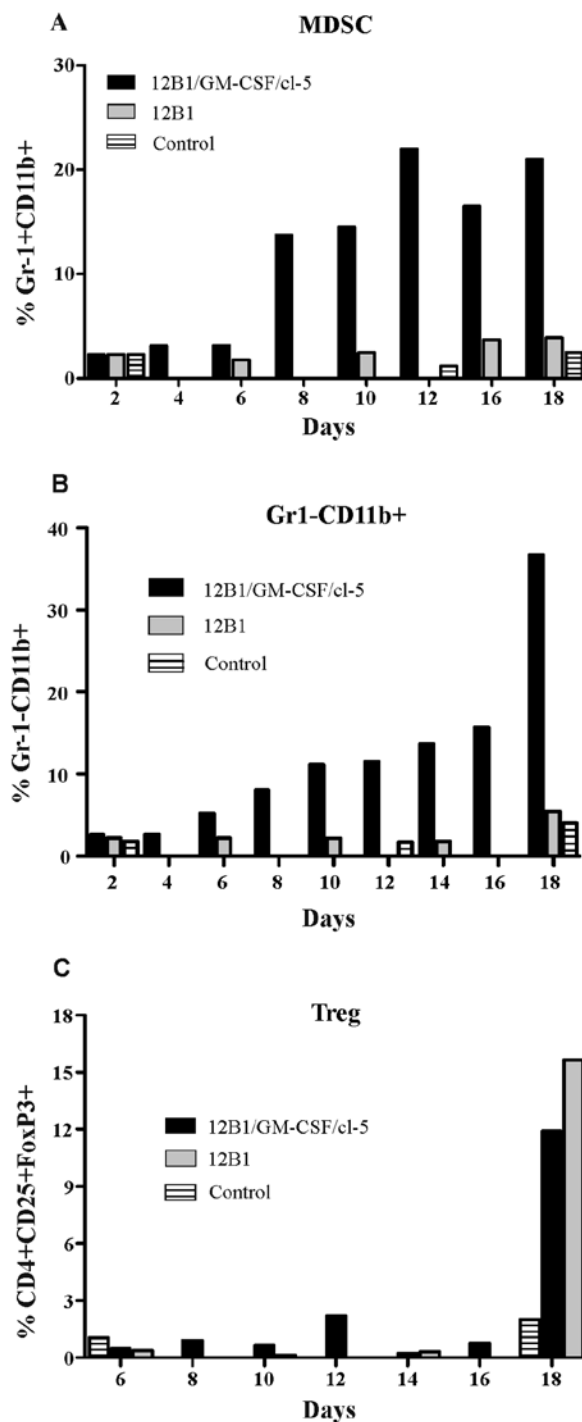 A
MDSC
30
20
10
0
% Gr-1+CD11b+
12B1/GM-CSF/cl-5
12B1
Control
2 4 6 8 10 12 16 18
Days
B
Gr1-CD11b+
40
30
20
10
0
% Gr-1-CD11b+
12B1/GM-CSF/cl-5
12B1
Control
2 4 6 8 10 12 14 16 18
Days
C
Treg
18
15
12
9
6
3
0
% CD4+CD25+FoxP3+
12B1/GM-CSF/cl-5
12B1
Control
6 8 10 12 14 16 18
Days